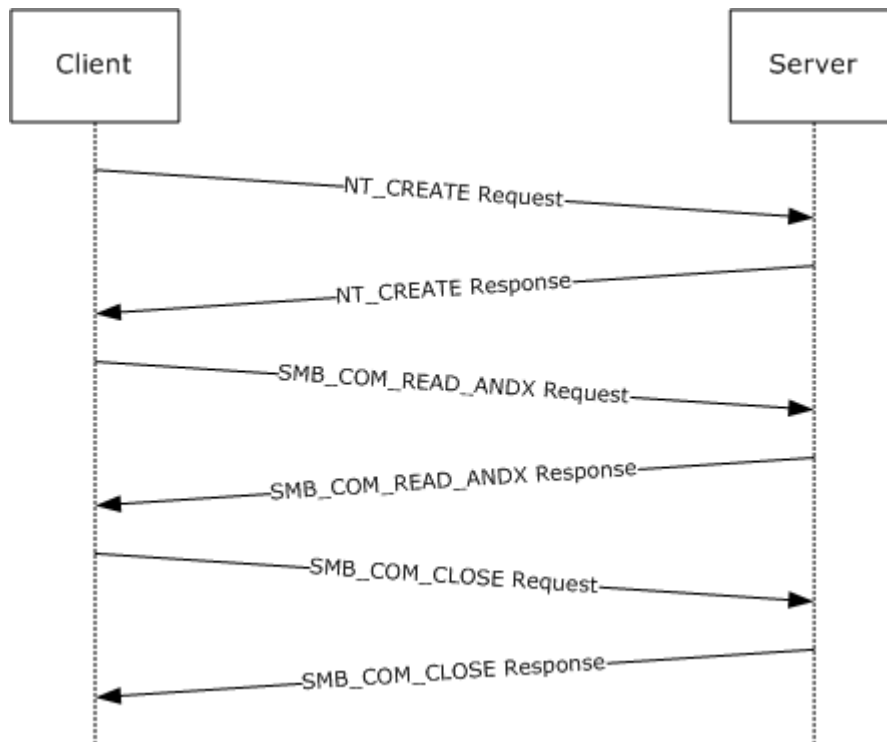 Client
Server
NT_CREATE Request
NT_CREATE Response
SMB_COM_READ_ANDX Request
SMB_COM_READ_ANDX Response
SMB_COM_CLOSE Request
SMB_COM_CLOSE Response